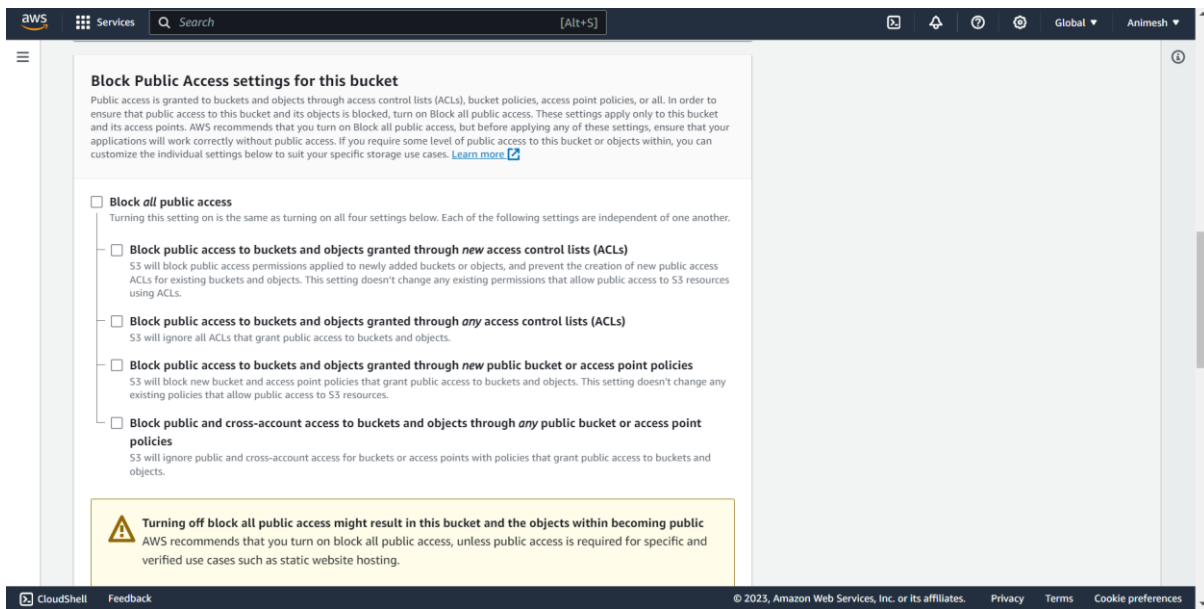 aws
Services
Search
[Alt+S]
Global ▼
Animesh ▼
Block Public Access settings for this bucket
Public access is granted to buckets and objects through access control lists (ACLs), bucket policies, access point policies, or all. In order to
ensure that public access to this bucket and its objects is blocked, turn on Block all public access. These settings apply only to this bucket
and its access points. AWS recommends that you turn on Block all public access, but before applying any of these settings, ensure that your
applications will work correctly without public access. If you require some level of public access to this bucket or objects within, you can
customize the individual settings below to suit your specific storage use cases. Learn more
Block all public access
Turning this setting on is the same as turning on all four settings below. Each of the following settings are independent of one another.
Block public access to buckets and objects granted through new access control lists (ACLs)
S3 will block public access permissions applied to newly added buckets or objects, and prevent the creation of new public access
ACLs for existing buckets and objects. This setting doesn't change any existing permissions that allow public access to S3 resources
using ACLs.
Block public access to buckets and objects granted through any access control lists (ACLs)
S3 will ignore all ACLs that grant public access to buckets and objects.
Block public access to buckets and objects granted through new public bucket or access point policies
S3 will block new bucket and access point policies that grant public access to buckets and objects. This setting doesn't change any
existing policies that allow public access to S3 resources.
Block public and cross-account access to buckets and objects through any public bucket or access point
policies
S3 will ignore public and cross-account access for buckets or access points with policies that grant public access to buckets and
objects.
Turning off block all public access might result in this bucket and the objects within becoming public
AWS recommends that you turn on block all public access, unless public access is required for specific and
verified use cases such as static website hosting.
CloudShell
Feedback
© 2023, Amazon Web Services, Inc. or its affiliates.
Privacy
Terms
Cookie preferences